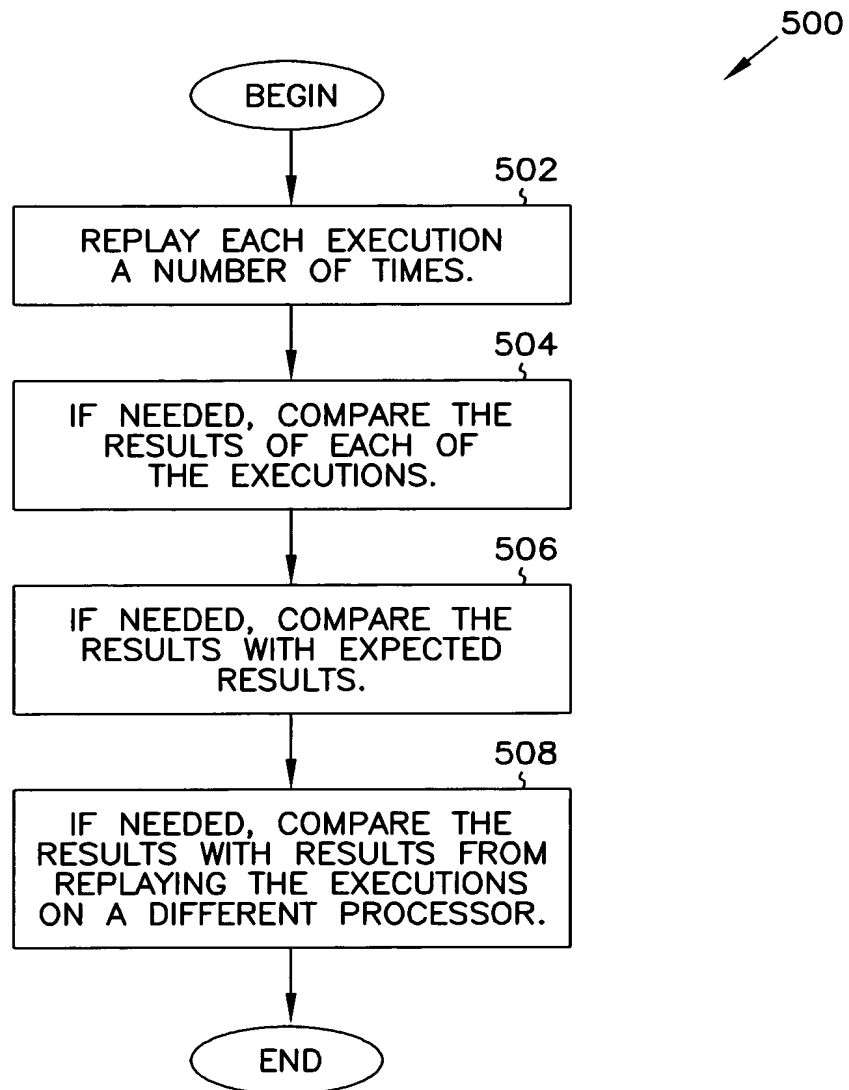 500
BEGIN
502
REPLAY EACH EXECUTION
A NUMBER OF TIMES.
504
IF NEEDED, COMPARE THE
RESULTS OF EACH OF
THE EXECUTIONS.
506
IF NEEDED, COMPARE THE
RESULTS WITH EXPECTED
RESULTS.
508
IF NEEDED, COMPARE THE
RESULTS WITH RESULTS FROM
REPLAYING THE EXECUTIONS
ON A DIFFERENT PROCESSOR.
END